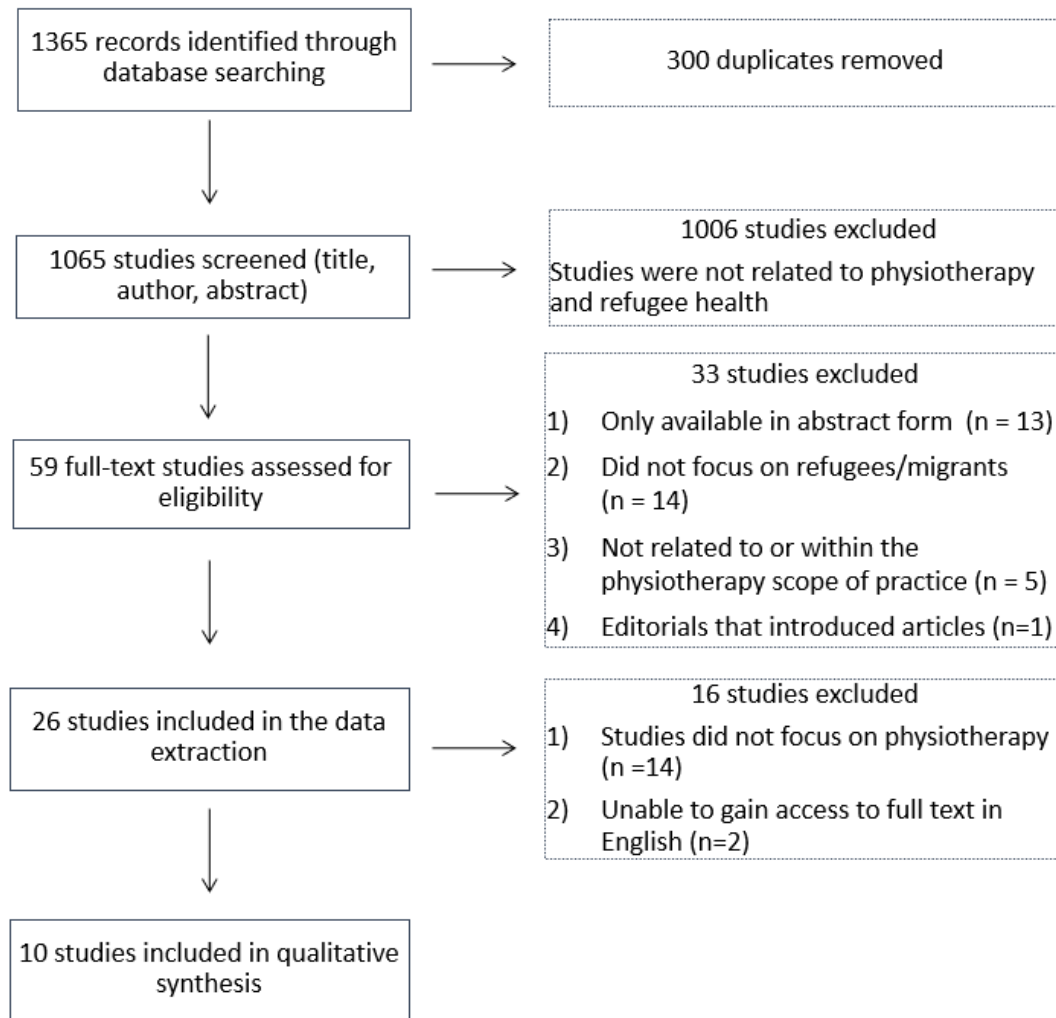 1365 records identified through
database searching
300 duplicates removed
1065 studies screened (title,
author, abstract)
1006 studies excluded
Studies were not related to physiotherapy
and refugee health
59 full-text studies assessed for
eligibility
33 studies excluded
1) Only available in abstract form (n = 13)
2) Did not focus on refugees/migrants
(n = 14)
3) Not related to or within the
physiotherapy scope of practice (n = 5)
4) Editorials that introduced articles (n=1)
26 studies included in the data
extraction
16 studies excluded
1) Studies did not focus on physiotherapy
(n =14)
2) Unable to gain access to full text in
English (n=2)
10 studies included in qualitative
synthesis